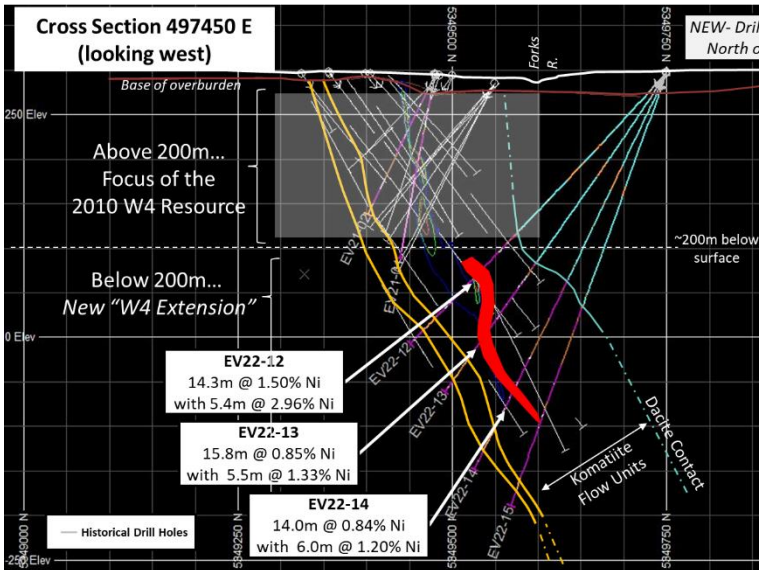 Cross Section 497450 E
(looking west)
5349500 N
Forks
R.
5349750 N
NEW- Dril
North o
Base of overburden
250 Elev
Above 200m...
Focus of the
2010 W4 Resource
~200m below
surface
Below 200m...
New “W4 Extension”
EV21-02
EV21-01
0 Elev
EV22-12
EV22-13
EV22-14
EV22-15
EV22-12
14.3m @ 1.50% Ni
with 5.4m @ 2.96% Ni
EV22-13
15.8m @ 0.85% Ni
with 5.5m @ 1.33% Ni
EV22-14
14.0m @ 0.84% Ni
with 6.0m @ 1.20% Ni
Komatiite
Flow Units
Dacite Contact
Historical Drill Holes
5349000 N
5349250 N
5349500 N
5349750 N
-250 Elev